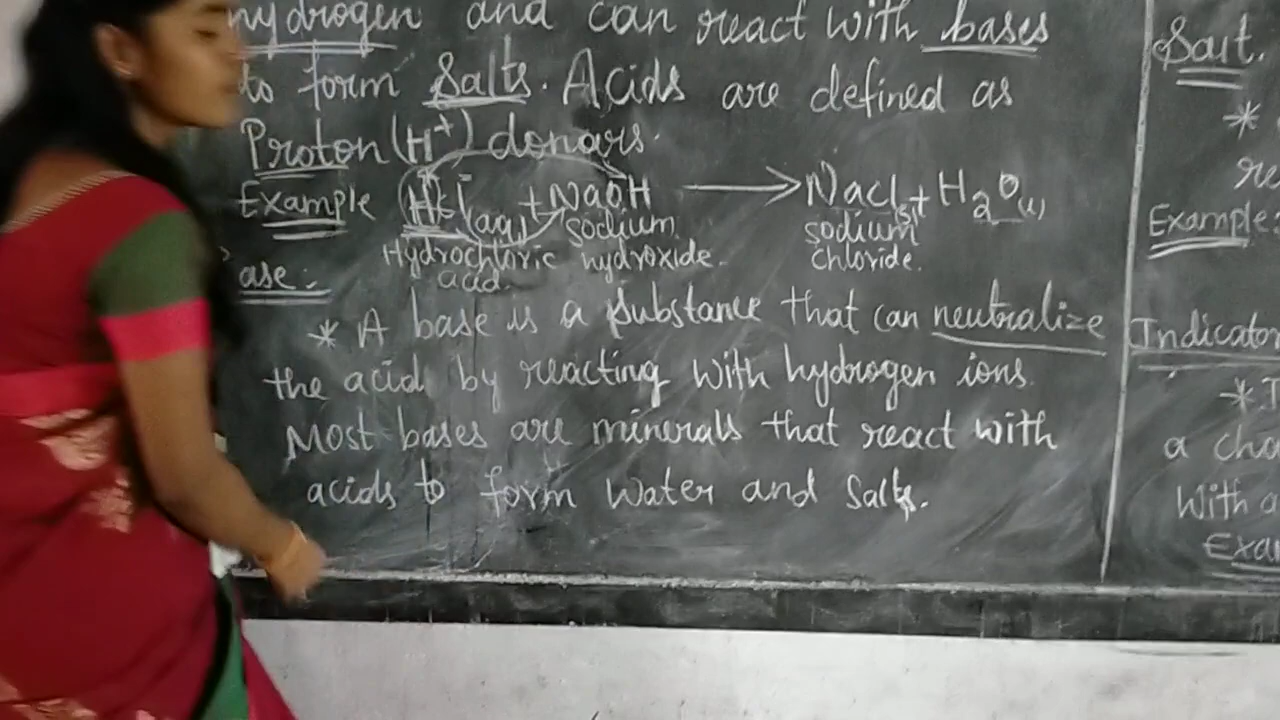 hydrogen and can react with bases
to form Salts. Acids are defined as
Proton (H+) donars.
Example HCl(aq) + NaOH → NaCl(s) + H2O(l)
Hydrochloric acid. sodium hydroxide. sodium chloride.
ase:
* A base is a substance that can neutralize
the acid by reacting with hydrogen ions.
Most bases are minerals that react with
acids to form Water and Salts.
Salt.
*
re
Example:
Indicator
* I
a cha
With a
Exa